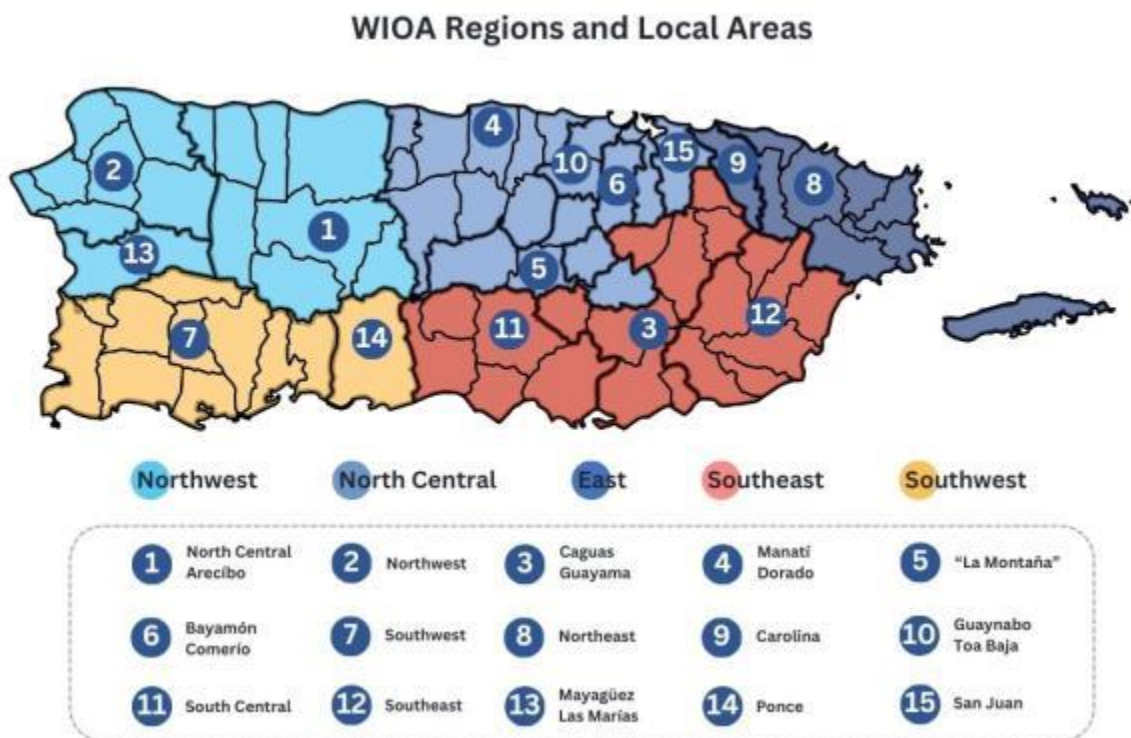 WIOA Regions and Local Areas
4
2
10
15
9
6
8
1
13
5
12
11
3
7
14
Northwest
North Central
East
Southeast
Southwest
1 North Central
Arecibo
2 Northwest
3 Caguas
Guayama
4 Manatí
Dorado
5 “La Montaña”
6 Bayamón
Comerío
7 Southwest
8 Northeast
9 Carolina
10 Guaynabo
Toa Baja
11 South Central
12 Southeast
13 Mayagüez
Las Marías
14 Ponce
15 San Juan